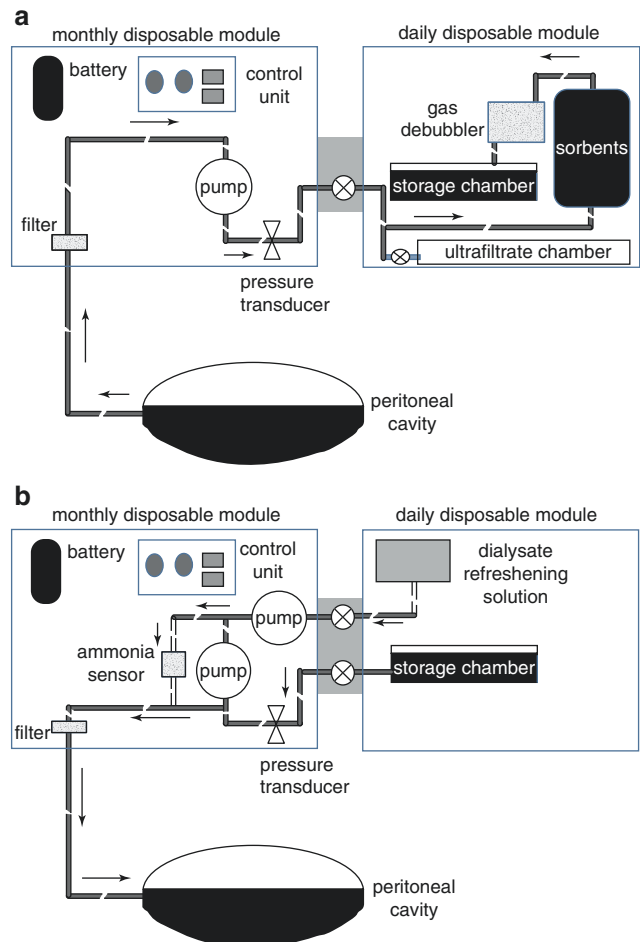 a
monthly disposable module
daily disposable module
battery
control
unit
gas
debubbler
sorbents
pump
storage chamber
filter
ultrafiltrate chamber
pressure
transducer
peritoneal
cavity
b
monthly disposable module
daily disposable module
battery
control
unit
dialysate
refreshening
solution
pump
ammonia
sensor
pump
storage chamber
filter
pressure
transducer
peritoneal
cavity